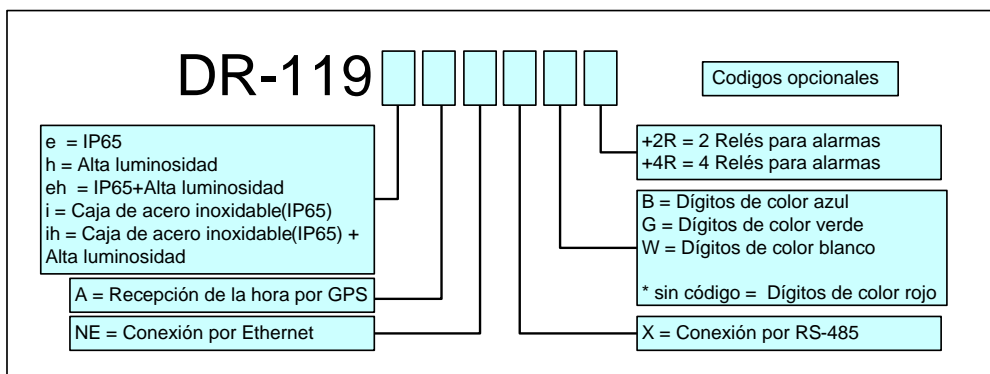 DR-119
Codigos opcionales
e = IP65
h = Alta luminosidad
eh = IP65+Alta luminosidad
i = Caja de acero inoxidable(IP65)
ih = Caja de acero inoxidable(IP65) +
Alta luminosidad
A = Recepción de la hora por GPS
NE = Conexión por Ethernet
+2R = 2 Relés para alarmas
+4R = 4 Relés para alarmas
B = Dígitos de color azul
G = Dígitos de color verde
W = Dígitos de color blanco
* sin código = Dígitos de color rojo
X = Conexión por RS-485